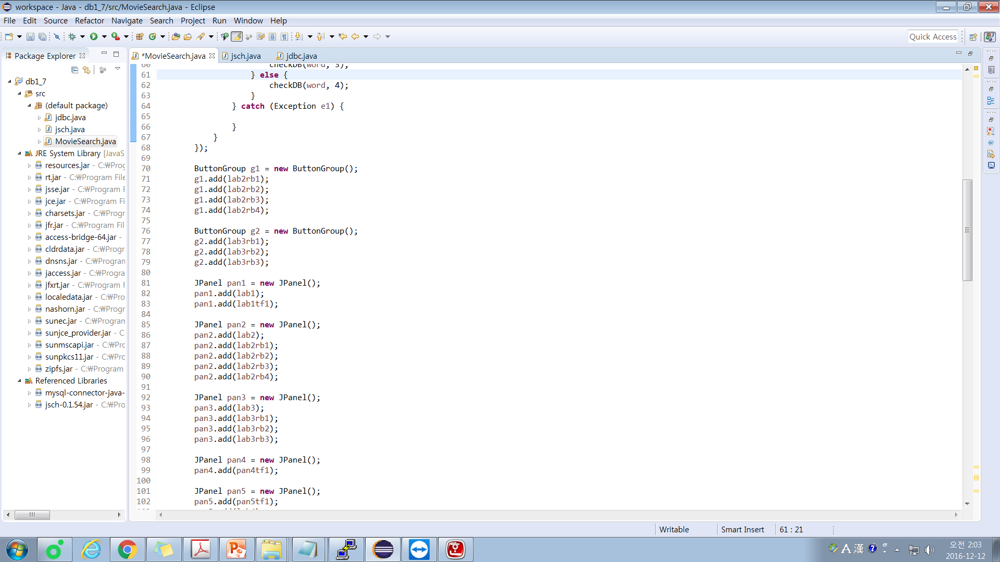 workspace - Java - db1_7/src/MovieSearch.java - Eclipse
File Edit Source Refactor Navigate Search Project Run Window Help
Quick Access
Package Explorer
*MovieSearch.java
jsch.java
jdbc.java
db1_7
src
(default package)
jdbc.java
jsch.java
MovieSearch.java
JRE System Library [JavaS
resources.jar - C:₩Prog
rt.jar - C:₩Program File
jsse.jar - C:₩Program F
jce.jar - C:₩Program Fi
charsets.jar - C:₩Progr
jfr.jar - C:₩Program Fil
access-bridge-64.jar -
cldrdata.jar - C:₩Progr
dnsns.jar - C:₩Program
jaccess.jar - C:₩Progra
jfxrt.jar - C:₩Program F
localedata.jar - C:₩Pro
nashorn.jar - C:₩Progr
sunec.jar - C:₩Program
sunjce_provider.jar - C
sunmscapi.jar - C:₩Prc
sunpkcs11.jar - C:₩Prc
zipfs.jar - C:₩Program
Referenced Libraries
mysql-connector-java-
jsch-0.1.54.jar - C:₩Pro
60 checkDB(word, 3);
61 } else {
62 checkDB(word, 4);
63 }
64 } catch (Exception e1) {
65
66 }
67 }
68 });
69
70 ButtonGroup g1 = new ButtonGroup();
71 g1.add(lab2rb1);
72 g1.add(lab2rb2);
73 g1.add(lab2rb3);
74 g1.add(lab2rb4);
75
76 ButtonGroup g2 = new ButtonGroup();
77 g2.add(lab3rb1);
78 g2.add(lab3rb2);
79 g2.add(lab3rb3);
80
81 JPanel pan1 = new JPanel();
82 pan1.add(lab1);
83 pan1.add(lab1tf1);
84
85 JPanel pan2 = new JPanel();
86 pan2.add(lab2);
87 pan2.add(lab2rb1);
88 pan2.add(lab2rb2);
89 pan2.add(lab2rb3);
90 pan2.add(lab2rb4);
91
92 JPanel pan3 = new JPanel();
93 pan3.add(lab3);
94 pan3.add(lab3rb1);
95 pan3.add(lab3rb2);
96 pan3.add(lab3rb3);
97
98 JPanel pan4 = new JPanel();
99 pan4.add(pan4tf1);
100
101 JPanel pan5 = new JPanel();
102 pan5.add(pan5tf1);
Writable
Smart Insert
61 : 21
A 漢
오전 2:03
2016-12-12